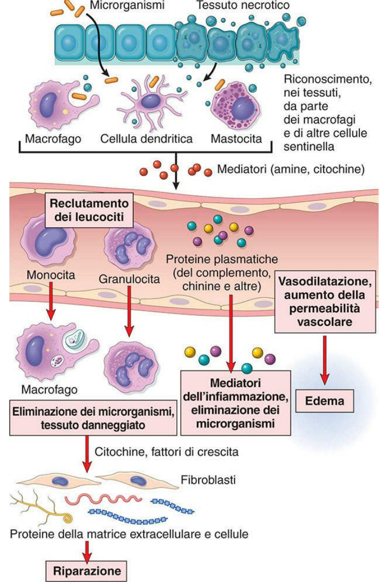 Microrganismi
Tessuto necrotico
Riconoscimento,
nei tessuti,
da parte
dei macrofagi
e di altre cellule
sentinella
Macrofago
Cellula dendritica
Mastocita
Mediatori (amine, citochine)
Reclutamento
dei leucociti
Monocita
Granulocita
Proteine plasmatiche
(del complemento,
chinine e altre)
Vasodilatazione,
aumento della
permeabilità
vascolare
Macrofago
Eliminazione dei microrganismi,
tessuto danneggiato
Mediatori
dell'infiammazione,
eliminazione dei
microrganismi
Edema
Citochine, fattori di crescita
Fibroblasti
Proteine della matrice extracellulare e cellule
Riparazione